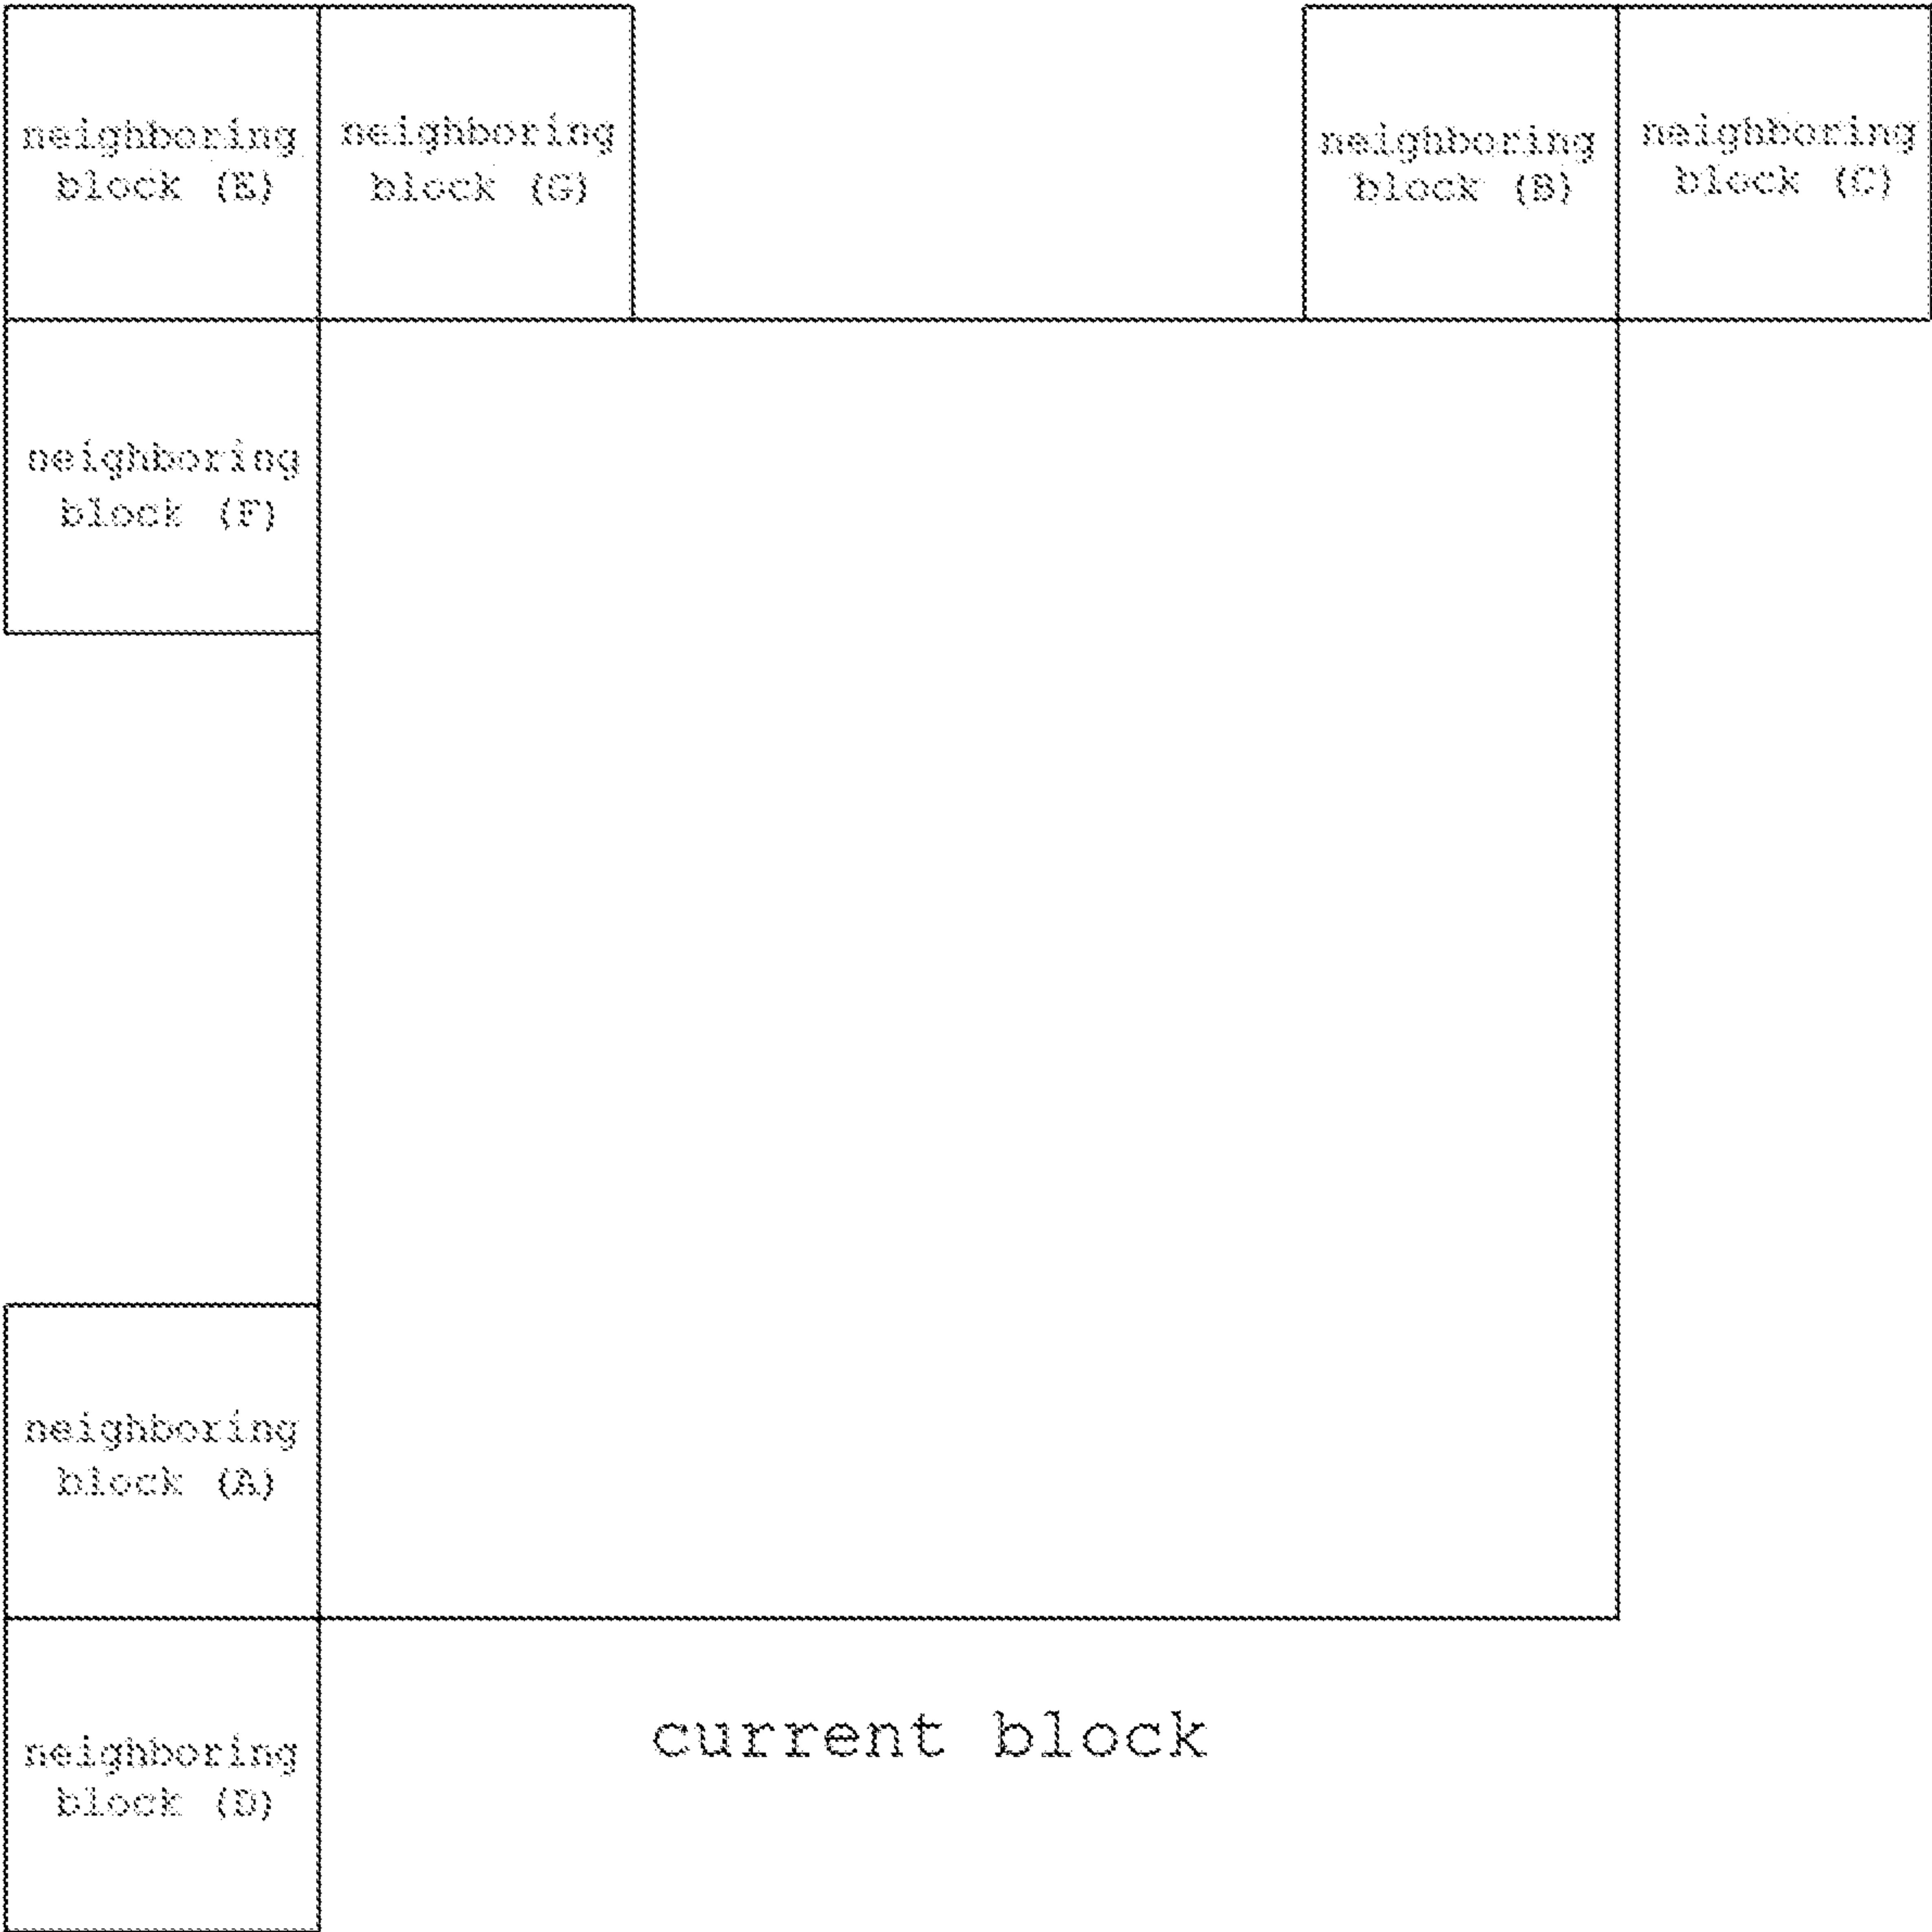 neighboring
block (E)
neighboring
block (G)
neighboring
block (B)
neighboring
block (C)
neighboring
block (F)
neighboring
block (A)
neighboring
block (D)
current block